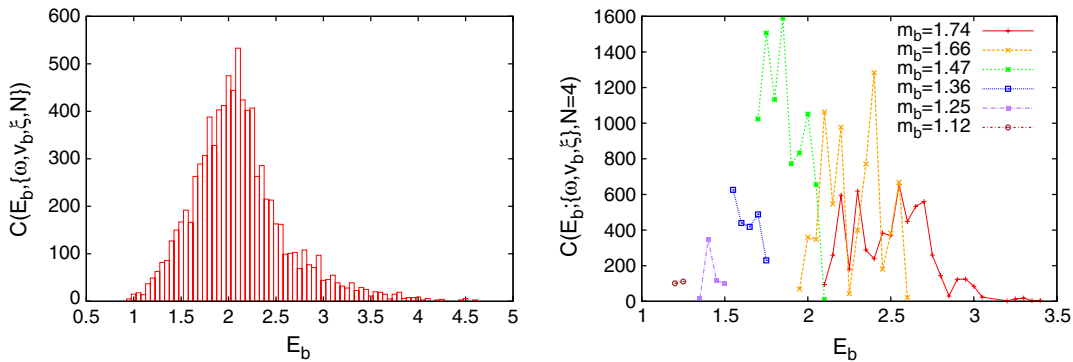 600
500
400
300
200
100
0
0.5 1 1.5 2 2.5 3 3.5 4 4.5 5
E_b
C(E_b,{ω,v_b,ξ,N})
1600
1400
1200
1000
800
600
400
200
0
1 1.5 2 2.5 3 3.5
E_b
C(E_b;{ω,v_b,ξ},N=4)
m_b=1.74
m_b=1.66
m_b=1.47
m_b=1.36
m_b=1.25
m_b=1.12